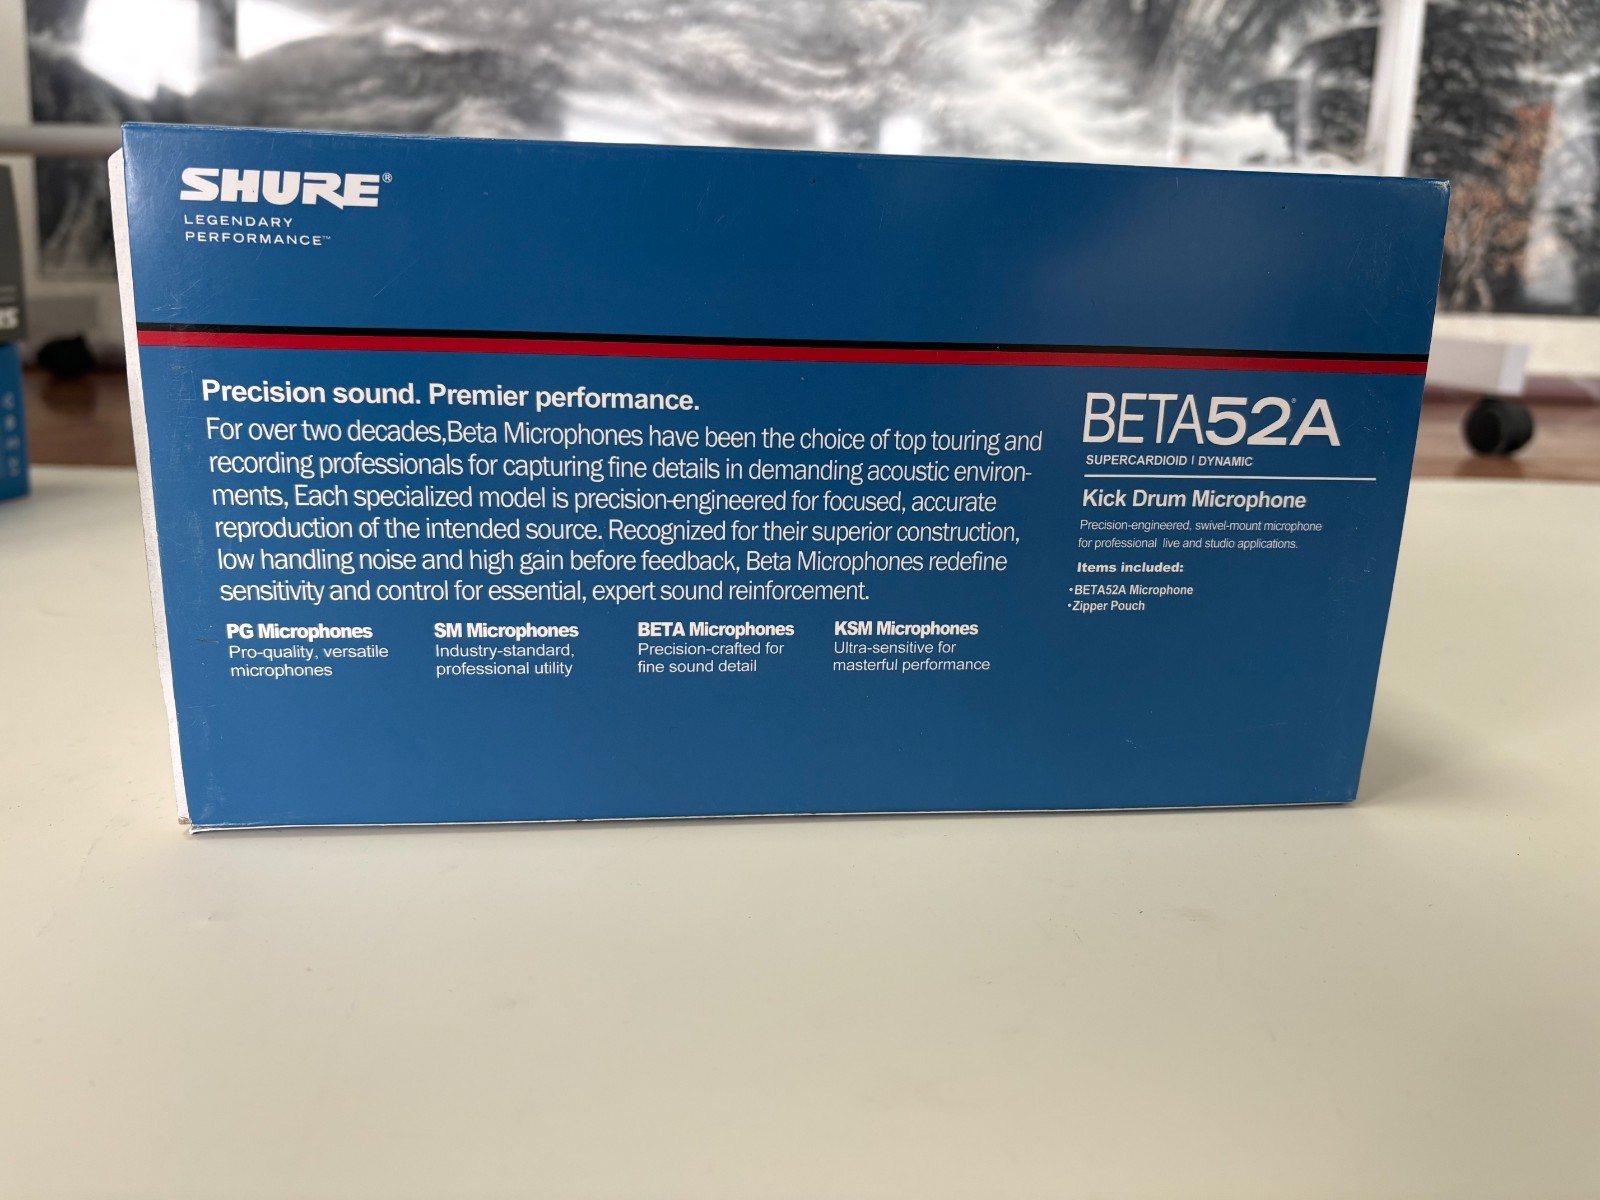 SHURE®
LEGENDARY
PERFORMANCE™
Precision sound. Premier performance.
For over two decades,Beta Microphones have been the choice of top touring and
recording professionals for capturing fine details in demanding acoustic environ-
ments, Each specialized model is precision-engineered for focused, accurate
reproduction of the intended source. Recognized for their superior construction,
low handling noise and high gain before feedback, Beta Microphones redefine
sensitivity and control for essential, expert sound reinforcement.
PG Microphones
Pro-quality, versatile
microphones
SM Microphones
Industry-standard,
professional utility
BETA Microphones
Precision-crafted for
fine sound detail
KSM Microphones
Ultra-sensitive for
masterful performance
BETA52®A
SUPERCARDIOID | DYNAMIC
Kick Drum Microphone
Precision-engineered, swivel-mount microphone
for professional live and studio applications.
Items included:
•BETA52A Microphone
•Zipper Pouch